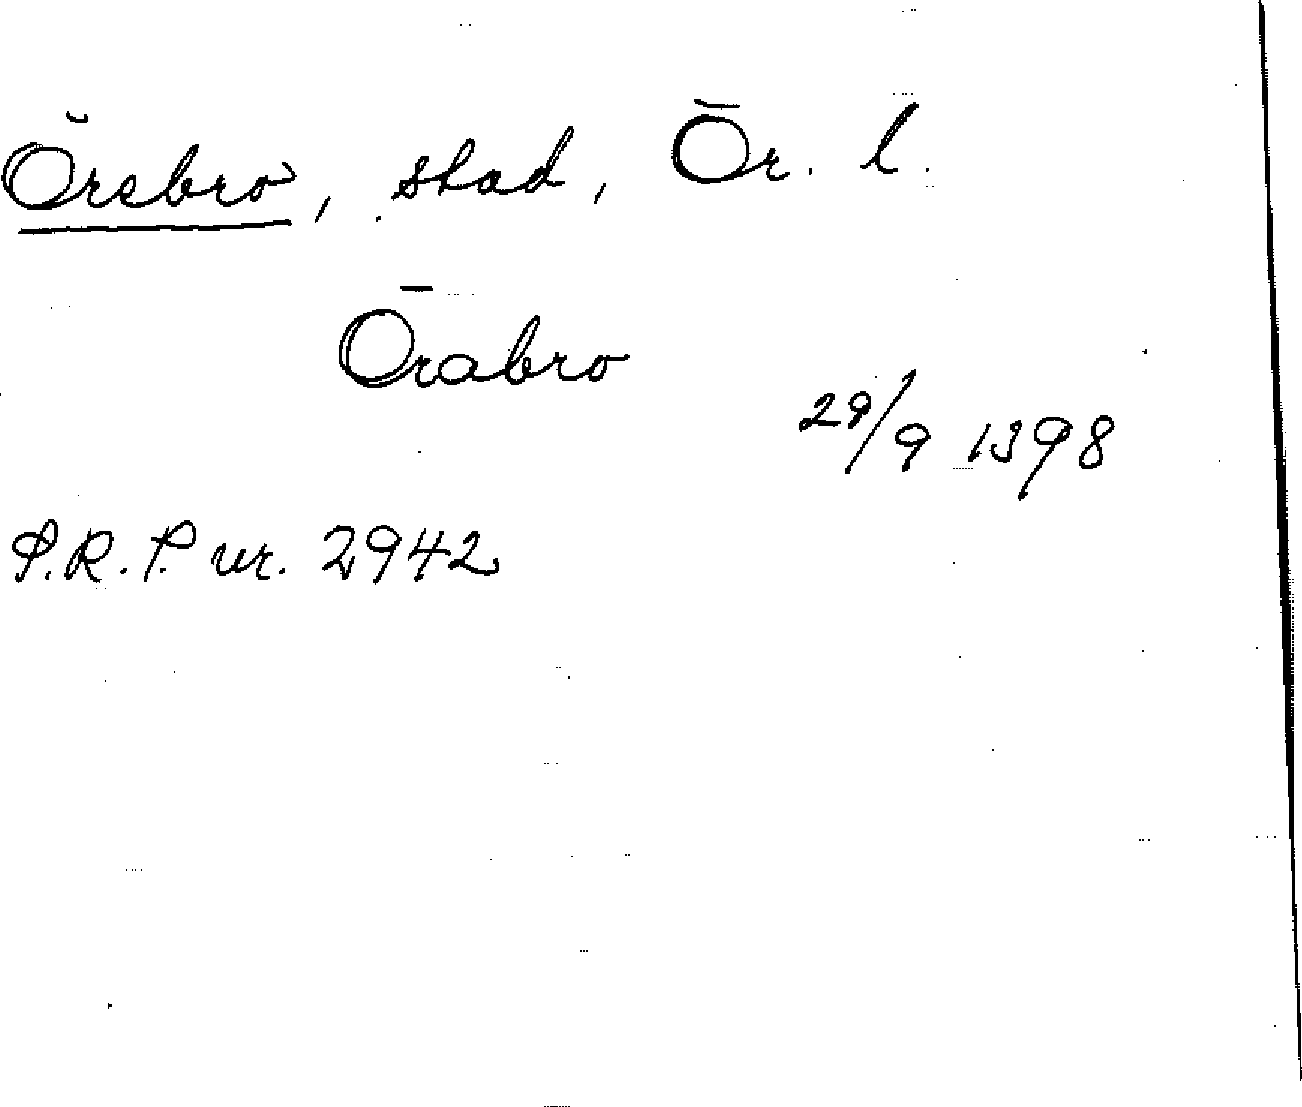 Örebro, stad, Ör. l.
Örabro
29/9 1398
P.R.P. nr. 2942